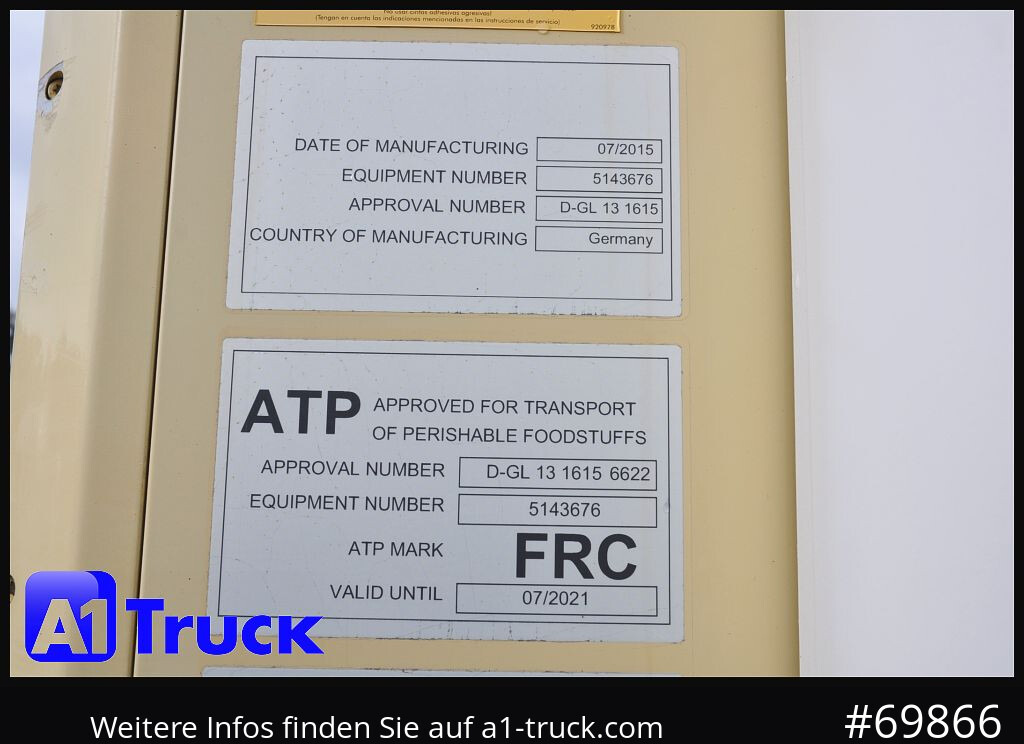 No usar cintas adhesivas agresivas!
(Tengan en cuenta las indicaciones mencionadas en las instrucciones de servicio)
920978
DATE OF MANUFACTURING 07/2015
EQUIPMENT NUMBER 5143676
APPROVAL NUMBER D-GL 13 1615
COUNTRY OF MANUFACTURING Germany
ATP APPROVED FOR TRANSPORT
OF PERISHABLE FOODSTUFFS
APPROVAL NUMBER D-GL 13 1615 6622
EQUIPMENT NUMBER 5143676
ATP MARK FRC
VALID UNTIL 07/2021
A1 Truck
Weitere Infos finden Sie auf a1-truck.com
#69866